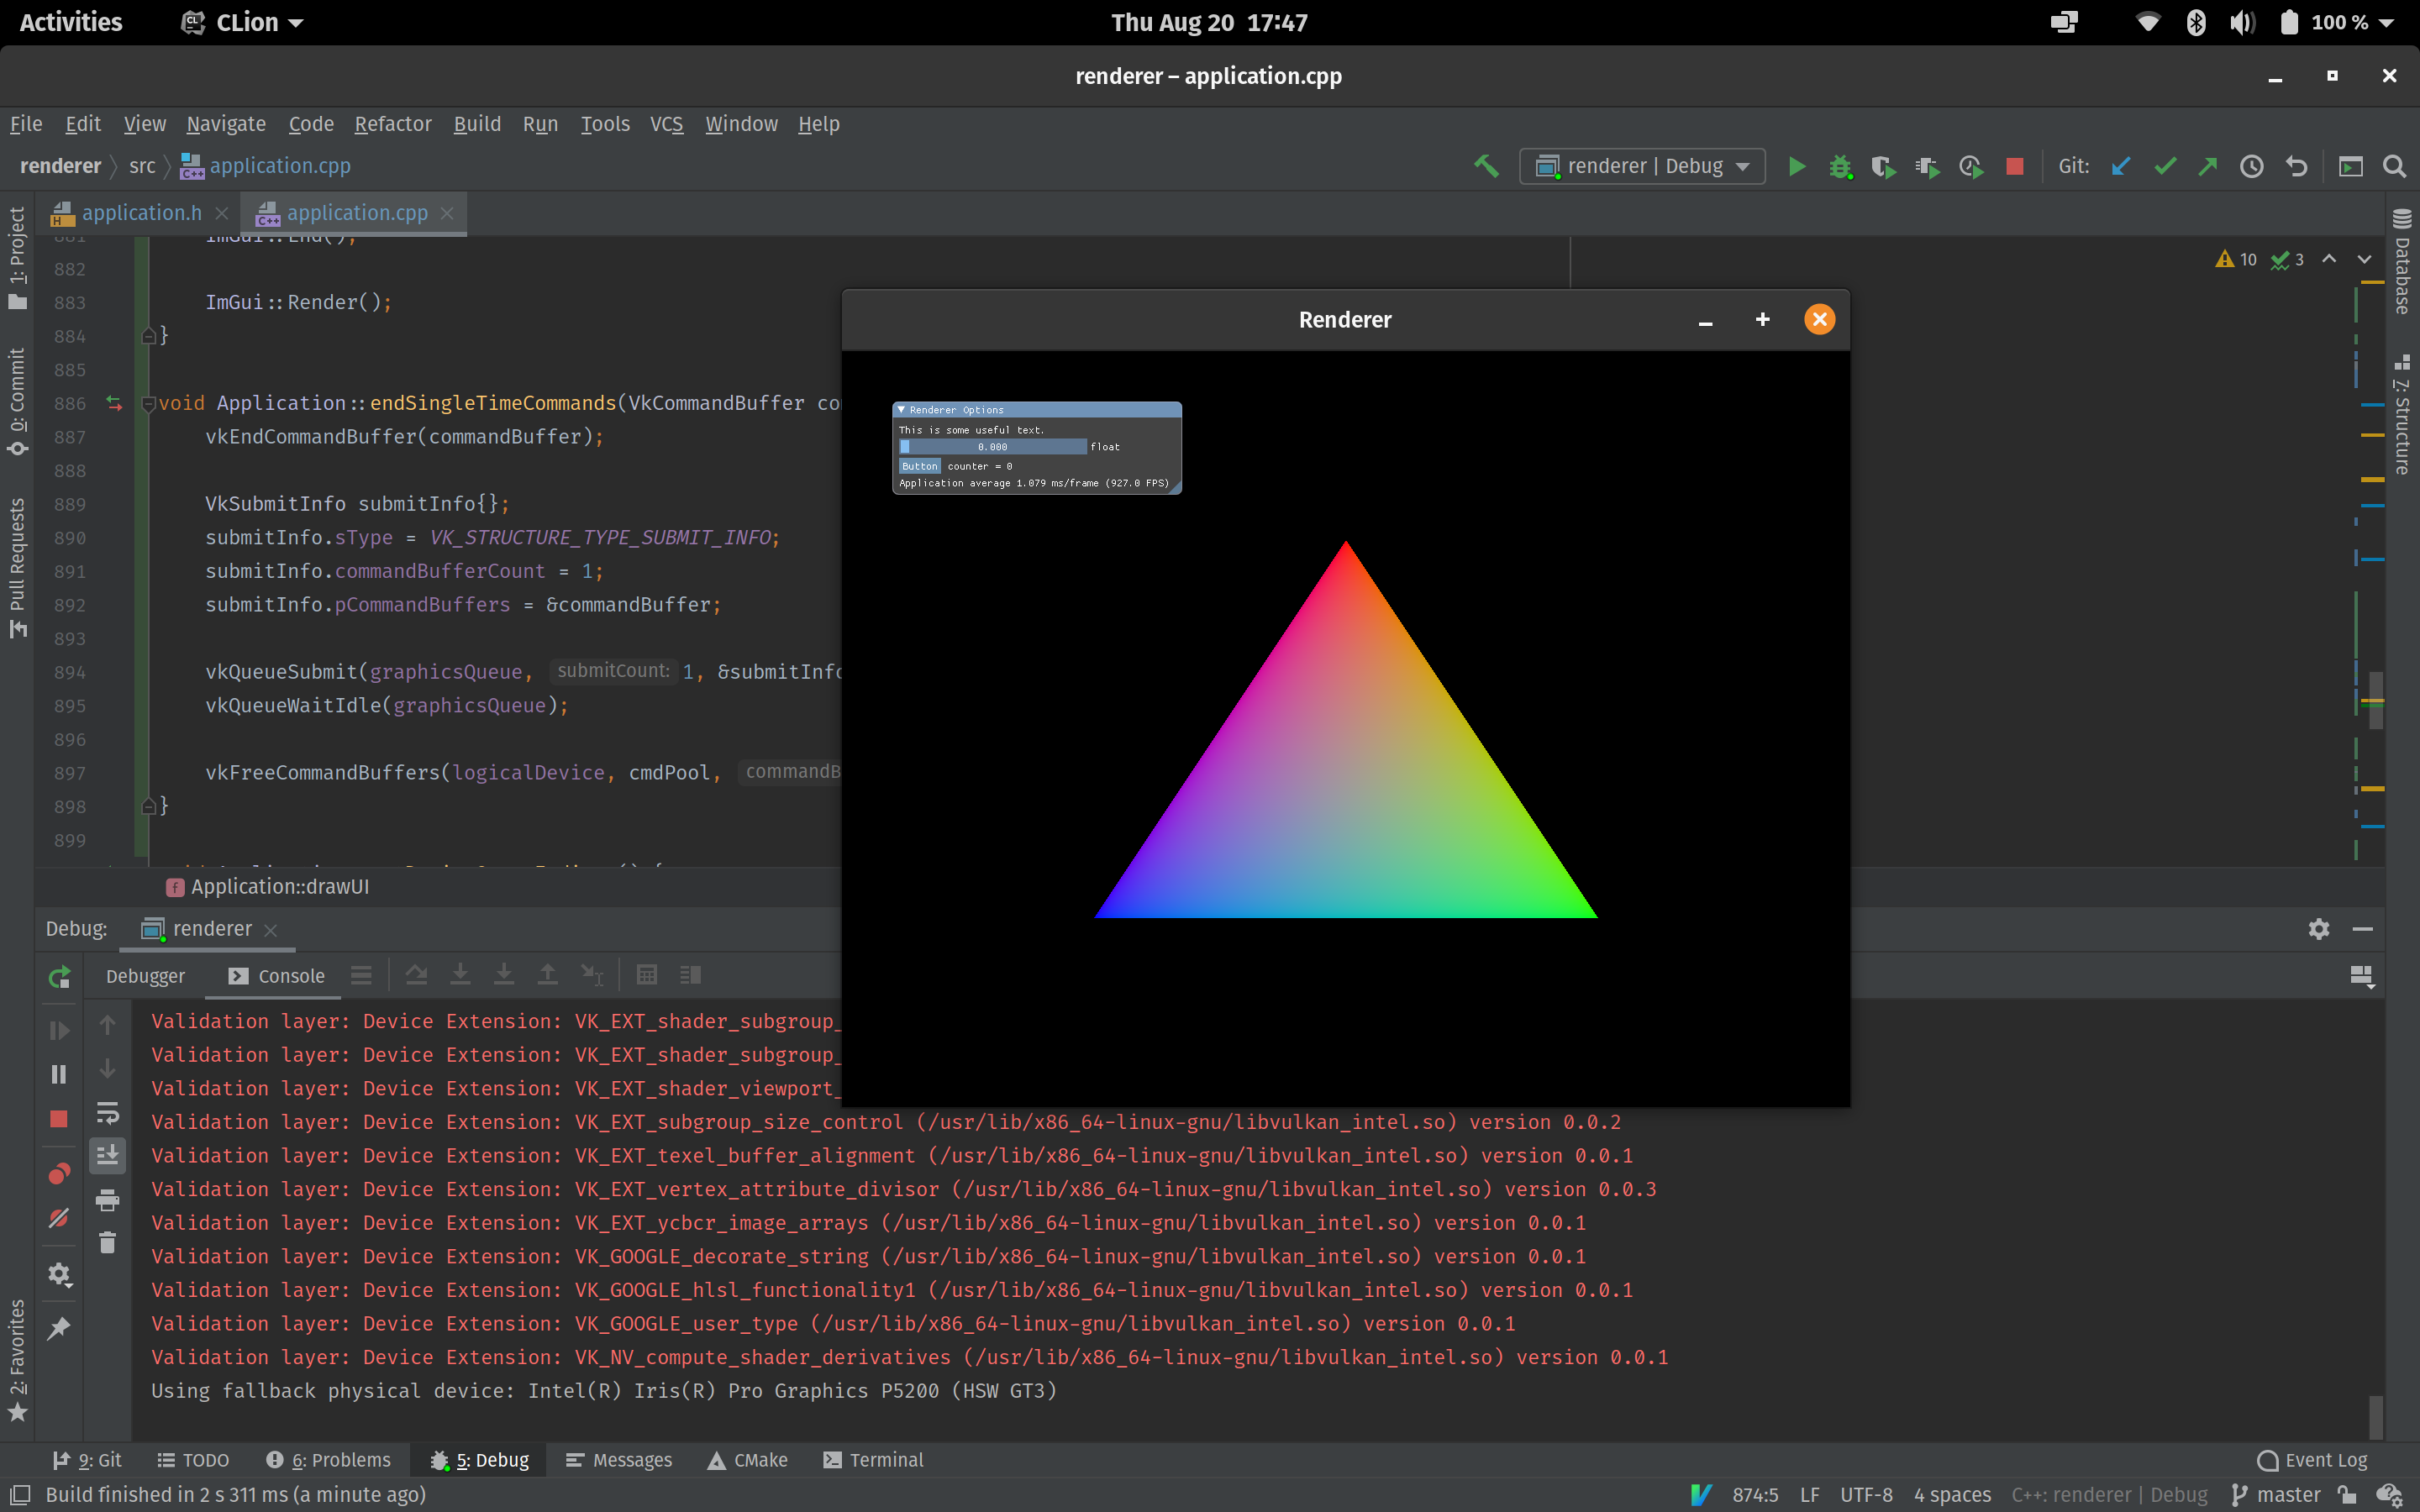 Activities CLion Thu Aug 20 17:47 100 %
renderer – application.cpp
File Edit View Navigate Code Refactor Build Run Tools VCS Window Help
renderer src application.cpp renderer | Debug Git:
application.h application.cpp
1: Project
0: Commit
Pull Requests
2: Favorites
Database
7: Structure
10 3
881 ImGui::End();
882
883 ImGui::Render();
884 }
885
886 void Application::endSingleTimeCommands(VkCommandBuffer co
887 vkEndCommandBuffer(commandBuffer);
888
889 VkSubmitInfo submitInfo{};
890 submitInfo.sType = VK_STRUCTURE_TYPE_SUBMIT_INFO;
891 submitInfo.commandBufferCount = 1;
892 submitInfo.pCommandBuffers = &commandBuffer;
893
894 vkQueueSubmit(graphicsQueue, submitCount: 1, &submitInfo
895 vkQueueWaitIdle(graphicsQueue);
896
897 vkFreeCommandBuffers(logicalDevice, cmdPool, commandB
898 }
899
Application::drawUI
Renderer
Renderer Options
This is some useful text.
0.000 float
Button counter = 0
Application average 1.079 ms/frame (927.0 FPS)
Debug: renderer
Debugger Console
Validation layer: Device Extension: VK_EXT_shader_subgroup_
Validation layer: Device Extension: VK_EXT_shader_subgroup_
Validation layer: Device Extension: VK_EXT_shader_viewport_
Validation layer: Device Extension: VK_EXT_subgroup_size_control (/usr/lib/x86_64-linux-gnu/libvulkan_intel.so) version 0.0.2
Validation layer: Device Extension: VK_EXT_texel_buffer_alignment (/usr/lib/x86_64-linux-gnu/libvulkan_intel.so) version 0.0.1
Validation layer: Device Extension: VK_EXT_vertex_attribute_divisor (/usr/lib/x86_64-linux-gnu/libvulkan_intel.so) version 0.0.3
Validation layer: Device Extension: VK_EXT_ycbcr_image_arrays (/usr/lib/x86_64-linux-gnu/libvulkan_intel.so) version 0.0.1
Validation layer: Device Extension: VK_GOOGLE_decorate_string (/usr/lib/x86_64-linux-gnu/libvulkan_intel.so) version 0.0.1
Validation layer: Device Extension: VK_GOOGLE_hlsl_functionality1 (/usr/lib/x86_64-linux-gnu/libvulkan_intel.so) version 0.0.1
Validation layer: Device Extension: VK_GOOGLE_user_type (/usr/lib/x86_64-linux-gnu/libvulkan_intel.so) version 0.0.1
Validation layer: Device Extension: VK_NV_compute_shader_derivatives (/usr/lib/x86_64-linux-gnu/libvulkan_intel.so) version 0.0.1
Using fallback physical device: Intel(R) Iris(R) Pro Graphics P5200 (HSW GT3)
9: Git TODO 6: Problems 5: Debug Messages CMake Terminal Event Log
Build finished in 2 s 311 ms (a minute ago) 874:5 LF UTF-8 4 spaces C++: renderer | Debug master